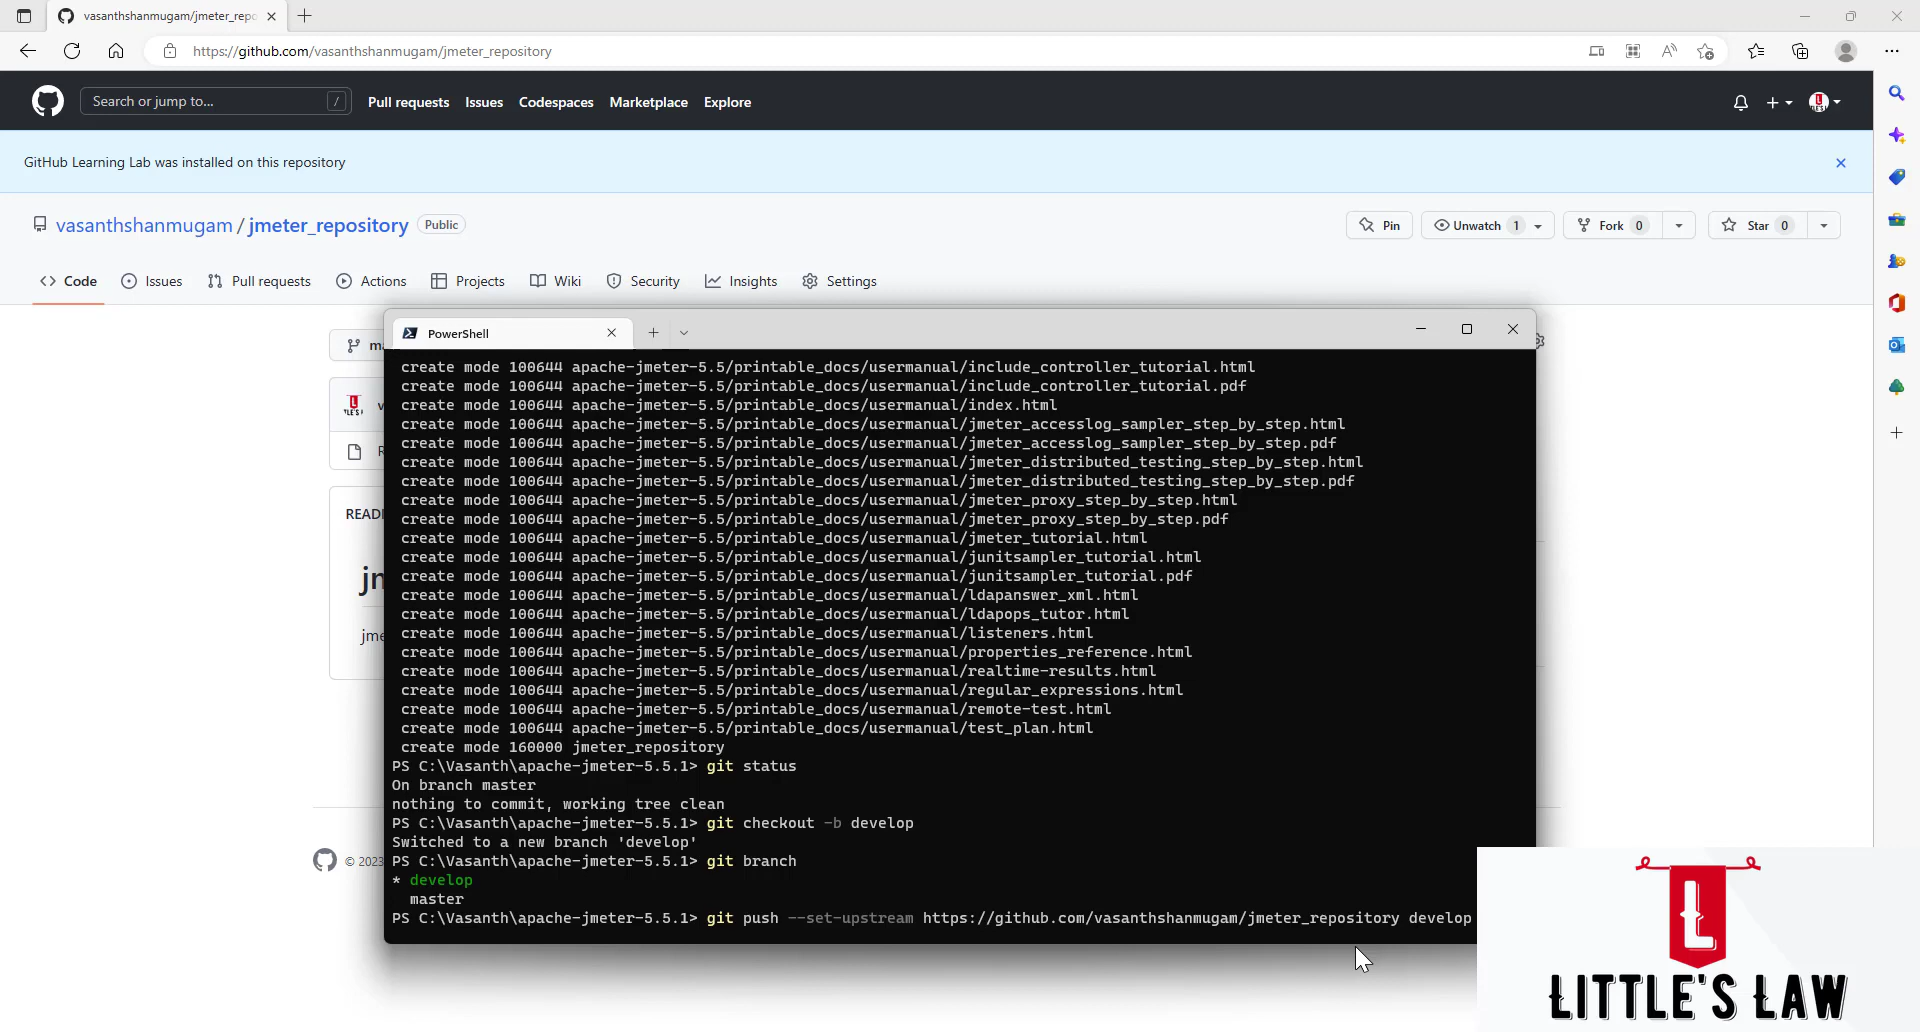 vasanthshanmugam/jmeter_repo
https://github.com/vasanthshanmugam/jmeter_repository
Search or jump to... /
Pull requests Issues Codespaces Marketplace Explore
GitHub Learning Lab was installed on this repository
vasanthshanmugam / jmeter_repository Public
Pin Unwatch 1 Fork 0 Star 0
Code Issues Pull requests Actions Projects Wiki Security Insights Settings
PowerShell
create mode 100644 apache-jmeter-5.5/printable_docs/usermanual/include_controller_tutorial.html
create mode 100644 apache-jmeter-5.5/printable_docs/usermanual/include_controller_tutorial.pdf
create mode 100644 apache-jmeter-5.5/printable_docs/usermanual/index.html
create mode 100644 apache-jmeter-5.5/printable_docs/usermanual/jmeter_accesslog_sampler_step_by_step.html
create mode 100644 apache-jmeter-5.5/printable_docs/usermanual/jmeter_accesslog_sampler_step_by_step.pdf
create mode 100644 apache-jmeter-5.5/printable_docs/usermanual/jmeter_distributed_testing_step_by_step.html
create mode 100644 apache-jmeter-5.5/printable_docs/usermanual/jmeter_distributed_testing_step_by_step.pdf
create mode 100644 apache-jmeter-5.5/printable_docs/usermanual/jmeter_proxy_step_by_step.html
create mode 100644 apache-jmeter-5.5/printable_docs/usermanual/jmeter_proxy_step_by_step.pdf
create mode 100644 apache-jmeter-5.5/printable_docs/usermanual/jmeter_tutorial.html
create mode 100644 apache-jmeter-5.5/printable_docs/usermanual/junitsampler_tutorial.html
create mode 100644 apache-jmeter-5.5/printable_docs/usermanual/junitsampler_tutorial.pdf
create mode 100644 apache-jmeter-5.5/printable_docs/usermanual/ldapanswer_xml.html
create mode 100644 apache-jmeter-5.5/printable_docs/usermanual/ldapops_tutor.html
create mode 100644 apache-jmeter-5.5/printable_docs/usermanual/listeners.html
create mode 100644 apache-jmeter-5.5/printable_docs/usermanual/properties_reference.html
create mode 100644 apache-jmeter-5.5/printable_docs/usermanual/realtime-results.html
create mode 100644 apache-jmeter-5.5/printable_docs/usermanual/regular_expressions.html
create mode 100644 apache-jmeter-5.5/printable_docs/usermanual/remote-test.html
create mode 100644 apache-jmeter-5.5/printable_docs/usermanual/test_plan.html
create mode 160000 jmeter_repository
PS C:\Vasanth\apache-jmeter-5.5.1> git status
On branch master
nothing to commit, working tree clean
PS C:\Vasanth\apache-jmeter-5.5.1> git checkout -b develop
Switched to a new branch 'develop'
PS C:\Vasanth\apache-jmeter-5.5.1> git branch
* develop
master
PS C:\Vasanth\apache-jmeter-5.5.1> git push --set-upstream https://github.com/vasanthshanmugam/jmeter_repository develop
© 2023
L
LITTLE'S LAW